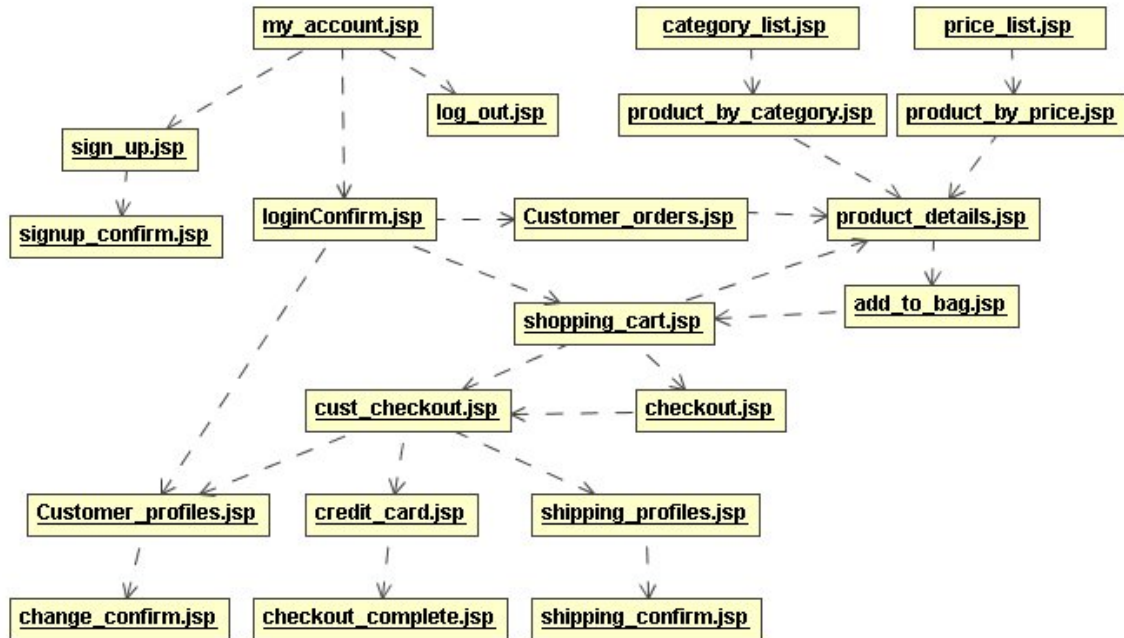 my_account.jsp
category_list.jsp
price_list.jsp
log_out.jsp
product_by_category.jsp
product_by_price.jsp
sign_up.jsp
loginConfirm.jsp
Customer_orders.jsp
product_details.jsp
signup_confirm.jsp
add_to_bag.jsp
shopping_cart.jsp
cust_checkout.jsp
checkout.jsp
Customer_profiles.jsp
credit_card.jsp
shipping_profiles.jsp
change_confirm.jsp
checkout_complete.jsp
shipping_confirm.jsp